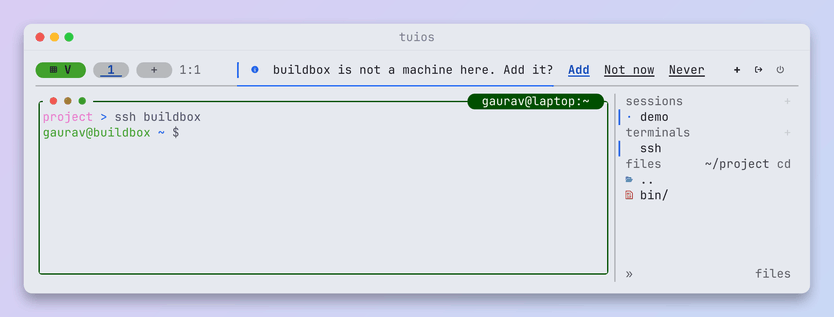 tuios
V 1 + 1:1 buildbox is not a machine here. Add it? Add Not now Never +
gaurav@laptop:~
project > ssh buildbox
gaurav@buildbox ~ $
sessions +
· demo
terminals +
ssh
files ~/project cd
..
bin/
» files